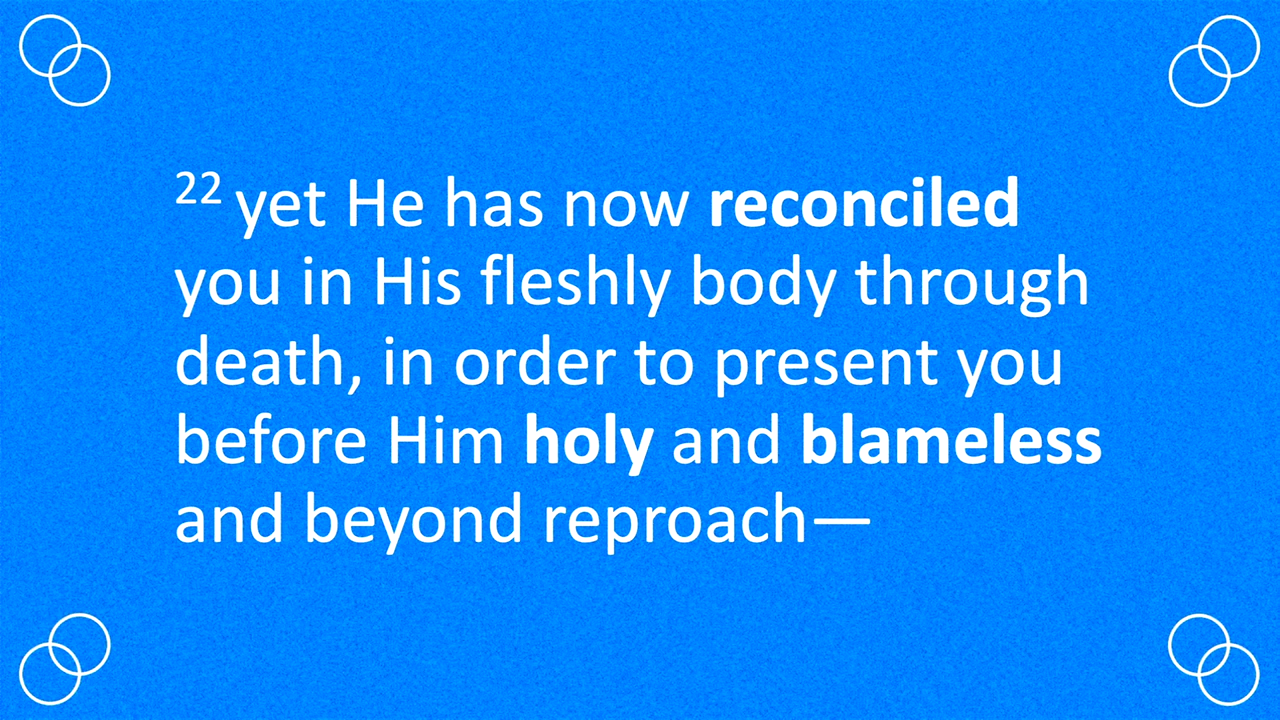 22 yet He has now reconciled
you in His fleshly body through
death, in order to present you
before Him holy and blameless
and beyond reproach—